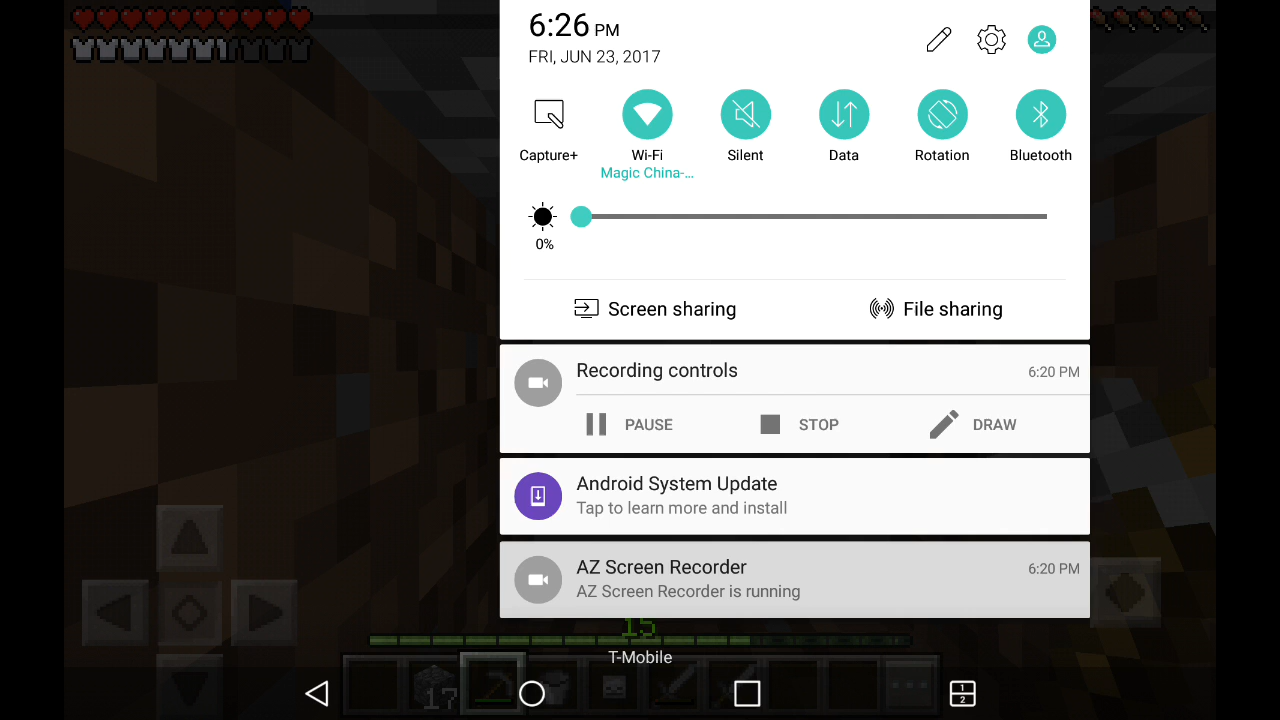 6:26 PM
FRI, JUN 23, 2017
Capture+
Wi-Fi
Magic China-...
Silent
Data
Rotation
Bluetooth
0%
Screen sharing
File sharing
Recording controls
6:20 PM
PAUSE
STOP
DRAW
Android System Update
Tap to learn more and install
AZ Screen Recorder
6:20 PM
AZ Screen Recorder is running
15
T-Mobile
17
1
2